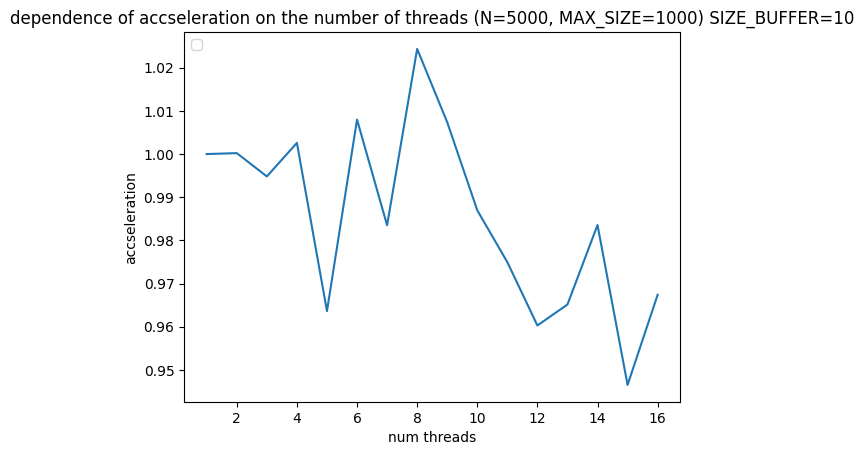 dependence of accseleration on the number of threads (N=5000, MAX_SIZE=1000) SIZE_BUFFER=10
1.02
1.01
1.00
0.99
0.98
0.97
0.96
0.95
accseleration
2 4 6 8 10 12 14 16
num threads